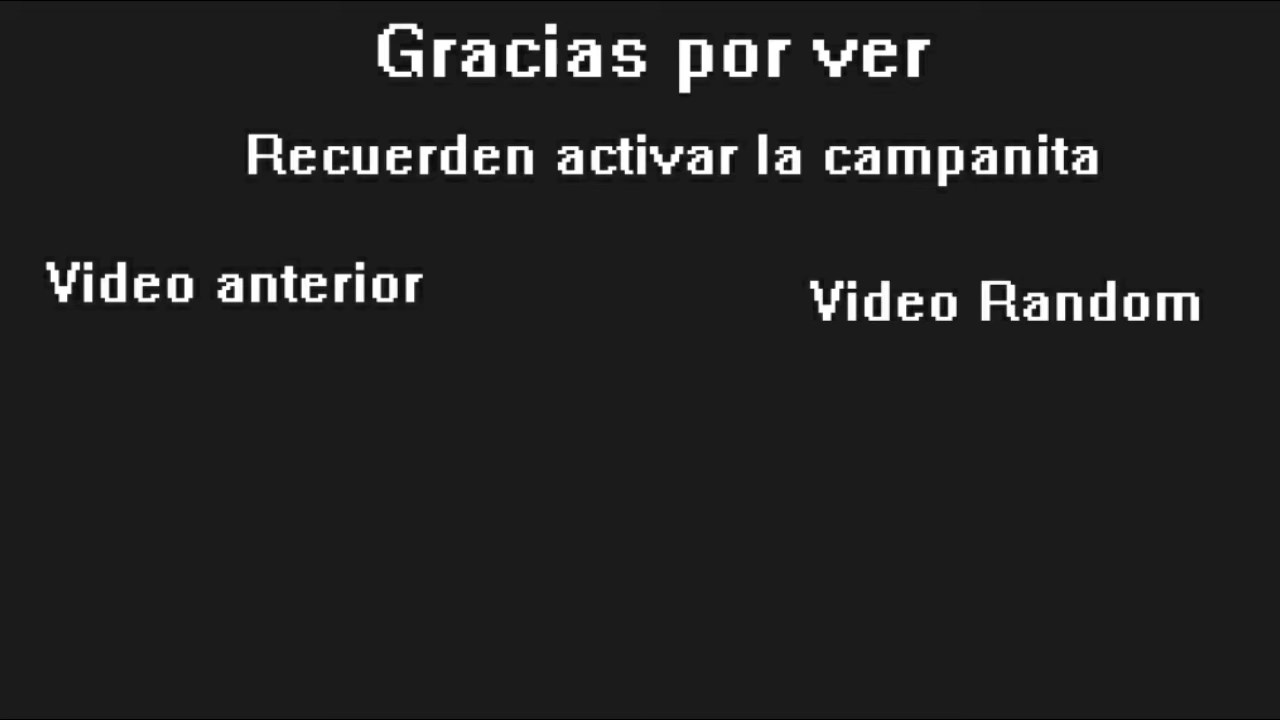 Gracias por ver
Recuerden activar la campanita
Video anterior
Video Random